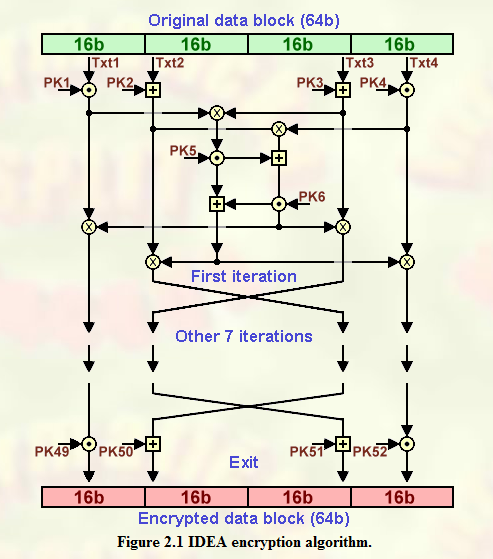 Original data block (64b)
16b 16b 16b 16b
Txt1 Txt2 Txt3 Txt4
PK1 PK2 PK3 PK4
X
X
PK5
PK6
X X
X X
First iteration
Other 7 iterations
PK49 PK50 PK51 PK52
Exit
16b 16b 16b 16b
Encrypted data block (64b)
Figure 2.1 IDEA encryption algorithm.